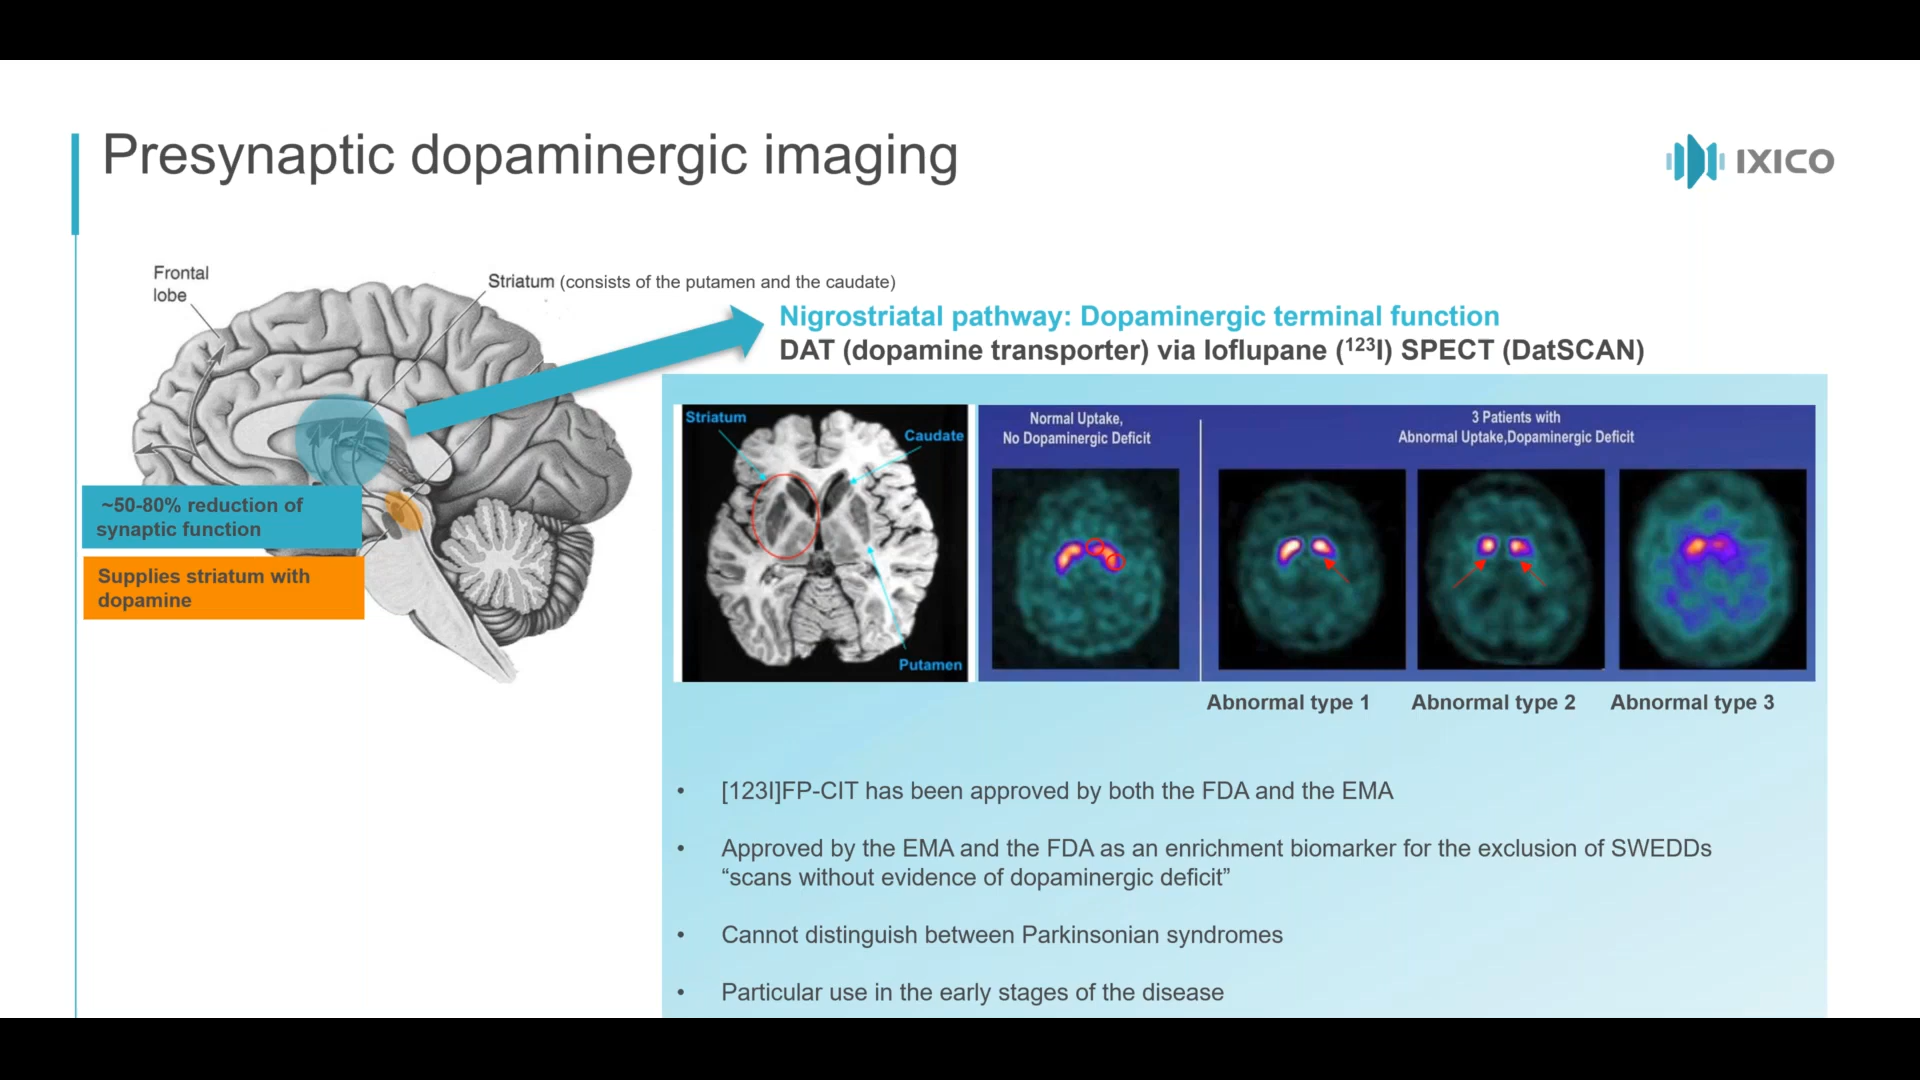 Presynaptic dopaminergic imaging
IXICO
Frontal
lobe
Striatum (consists of the putamen and the caudate)
~50-80% reduction of
synaptic function
Supplies striatum with
dopamine
Nigrostriatal pathway: Dopaminergic terminal function
DAT (dopamine transporter) via Ioflupane (¹²³I) SPECT (DatSCAN)
Striatum
Caudate
Putamen
Normal Uptake,
No Dopaminergic Deficit
3 Patients with
Abnormal Uptake,Dopaminergic Deficit
Abnormal type 1
Abnormal type 2
Abnormal type 3
• [123I]FP-CIT has been approved by both the FDA and the EMA
• Approved by the EMA and the FDA as an enrichment biomarker for the exclusion of SWEDDs
“scans without evidence of dopaminergic deficit”
• Cannot distinguish between Parkinsonian syndromes
• Particular use in the early stages of the disease